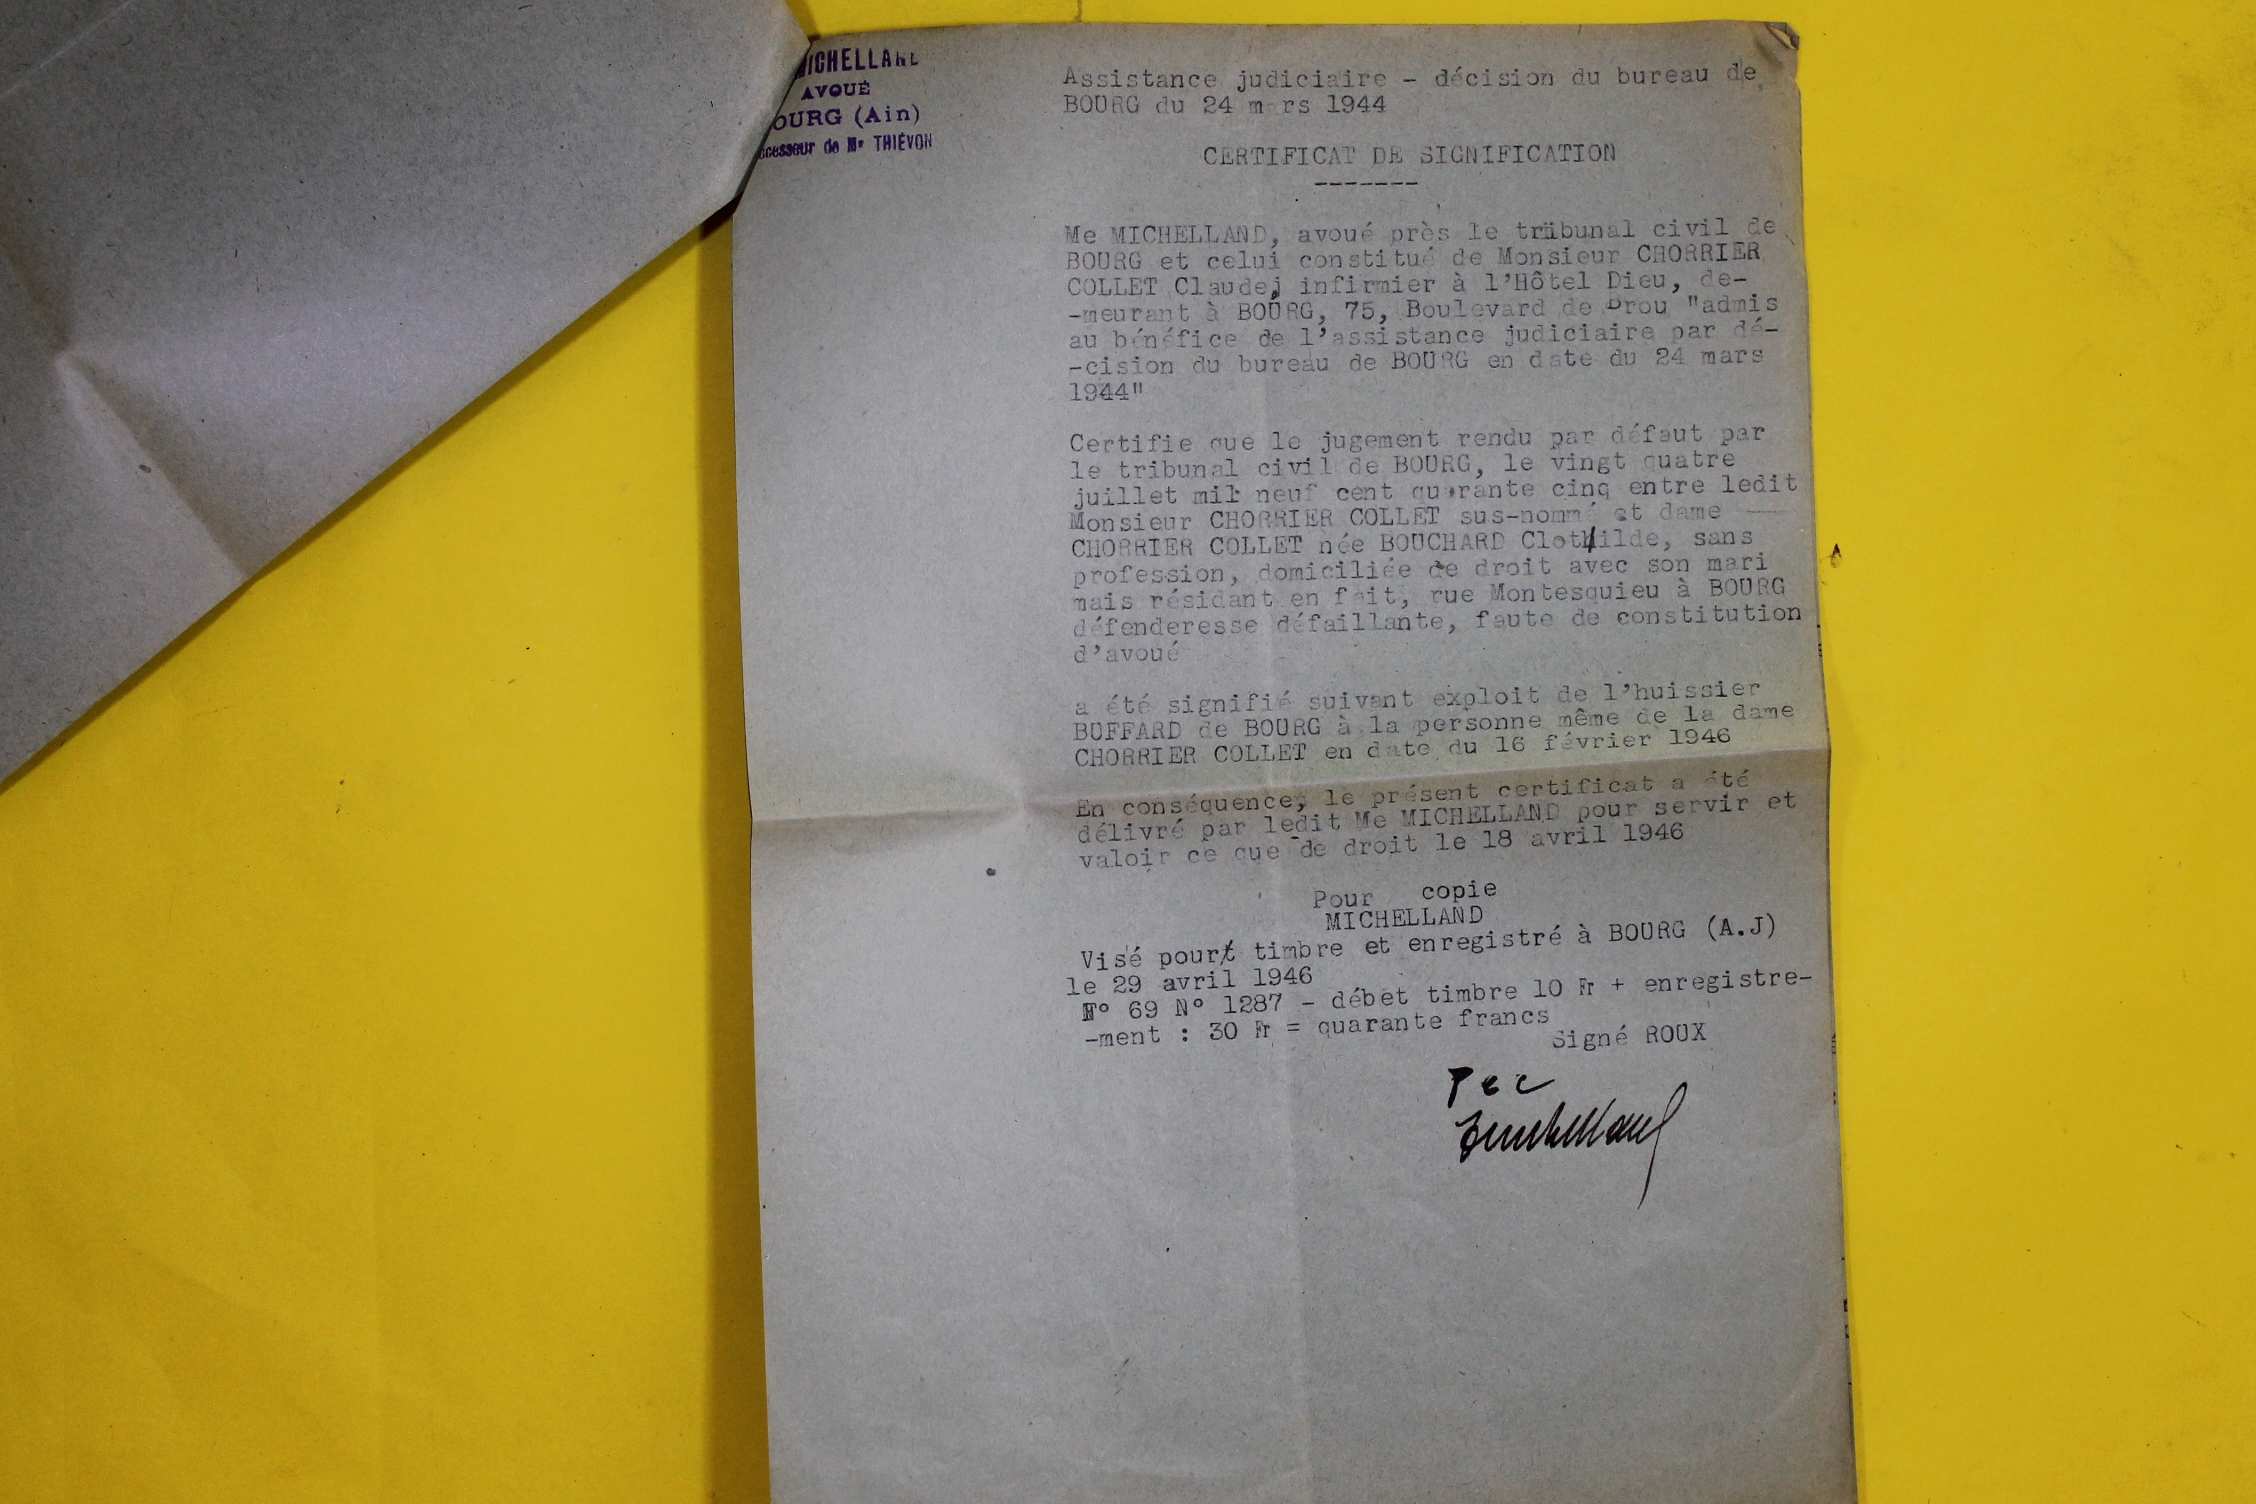 MICHELLAND
AVOUÉ
OURG (Ain)
ccesseur de Me THIÉVON
Assistance judiciaire - décision du bureau de
BOURG du 24 mars 1944
CERTIFICAT DE SIGNIFICATION
-------
Me MICHELLAND, avoué près le tribunal civil de
BOURG et celui constitué de Monsieur CHORRIER
COLLET Claude, infirmier à l'Hôtel Dieu, de-
-meurant à BOURG, 75, Boulevard de Brou "admis
au bénéfice de l'assistance judiciaire par dé-
-cision du bureau de BOURG en date du 24 mars
1944"
Certifie que le jugement rendu par défaut par
le tribunal civil de BOURG, le vingt quatre
juillet mil neuf cent quarante cinq entre ledit
Monsieur CHORRIER COLLET sus-nommé et dame
CHORRIER COLLET née BOUCHARD Clothilde, sans
profession, domiciliée de droit avec son mari
mais résidant en fait, rue Montesquieu à BOURG
défenderesse défaillante, faute de constitution
d'avoué
a été signifié suivant exploit de l'huissier
BUFFARD de BOURG à la personne même de la dame
CHORRIER COLLET en date du 16 février 1946
En conséquence, le présent certificat a été
délivré par ledit Me MICHELLAND pour servir et
valoir ce que de droit le 18 avril 1946
Pour copie
MICHELLAND
Visé pour timbre et enregistré à BOURG (A.J)
le 29 avril 1946
F° 69 N° 1287 - débet timbre 10 Fr + enregistre-
-ment : 30 Fr = quarante francs
Signé ROUX
Pcc
Michelland